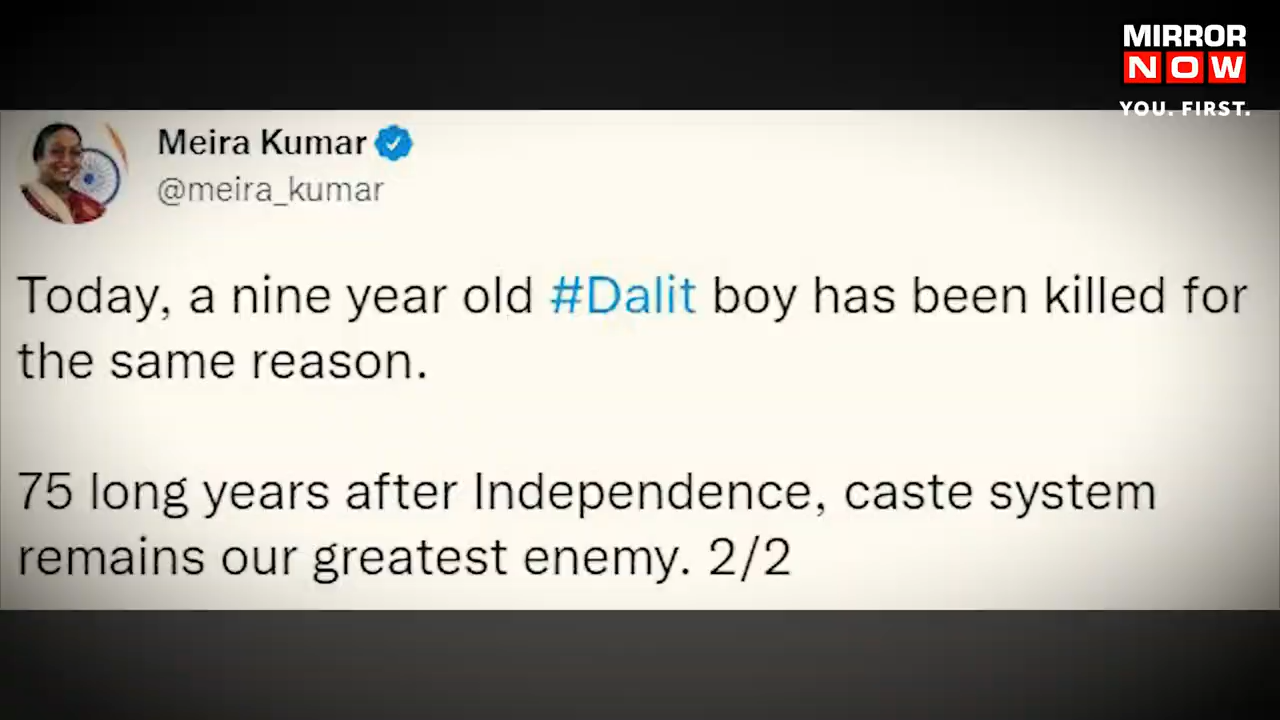 MIRROR
NOW
YOU. FIRST.
Meira Kumar
@meira_kumar
Today, a nine year old #Dalit boy has been killed for
the same reason.
75 long years after Independence, caste system
remains our greatest enemy. 2/2